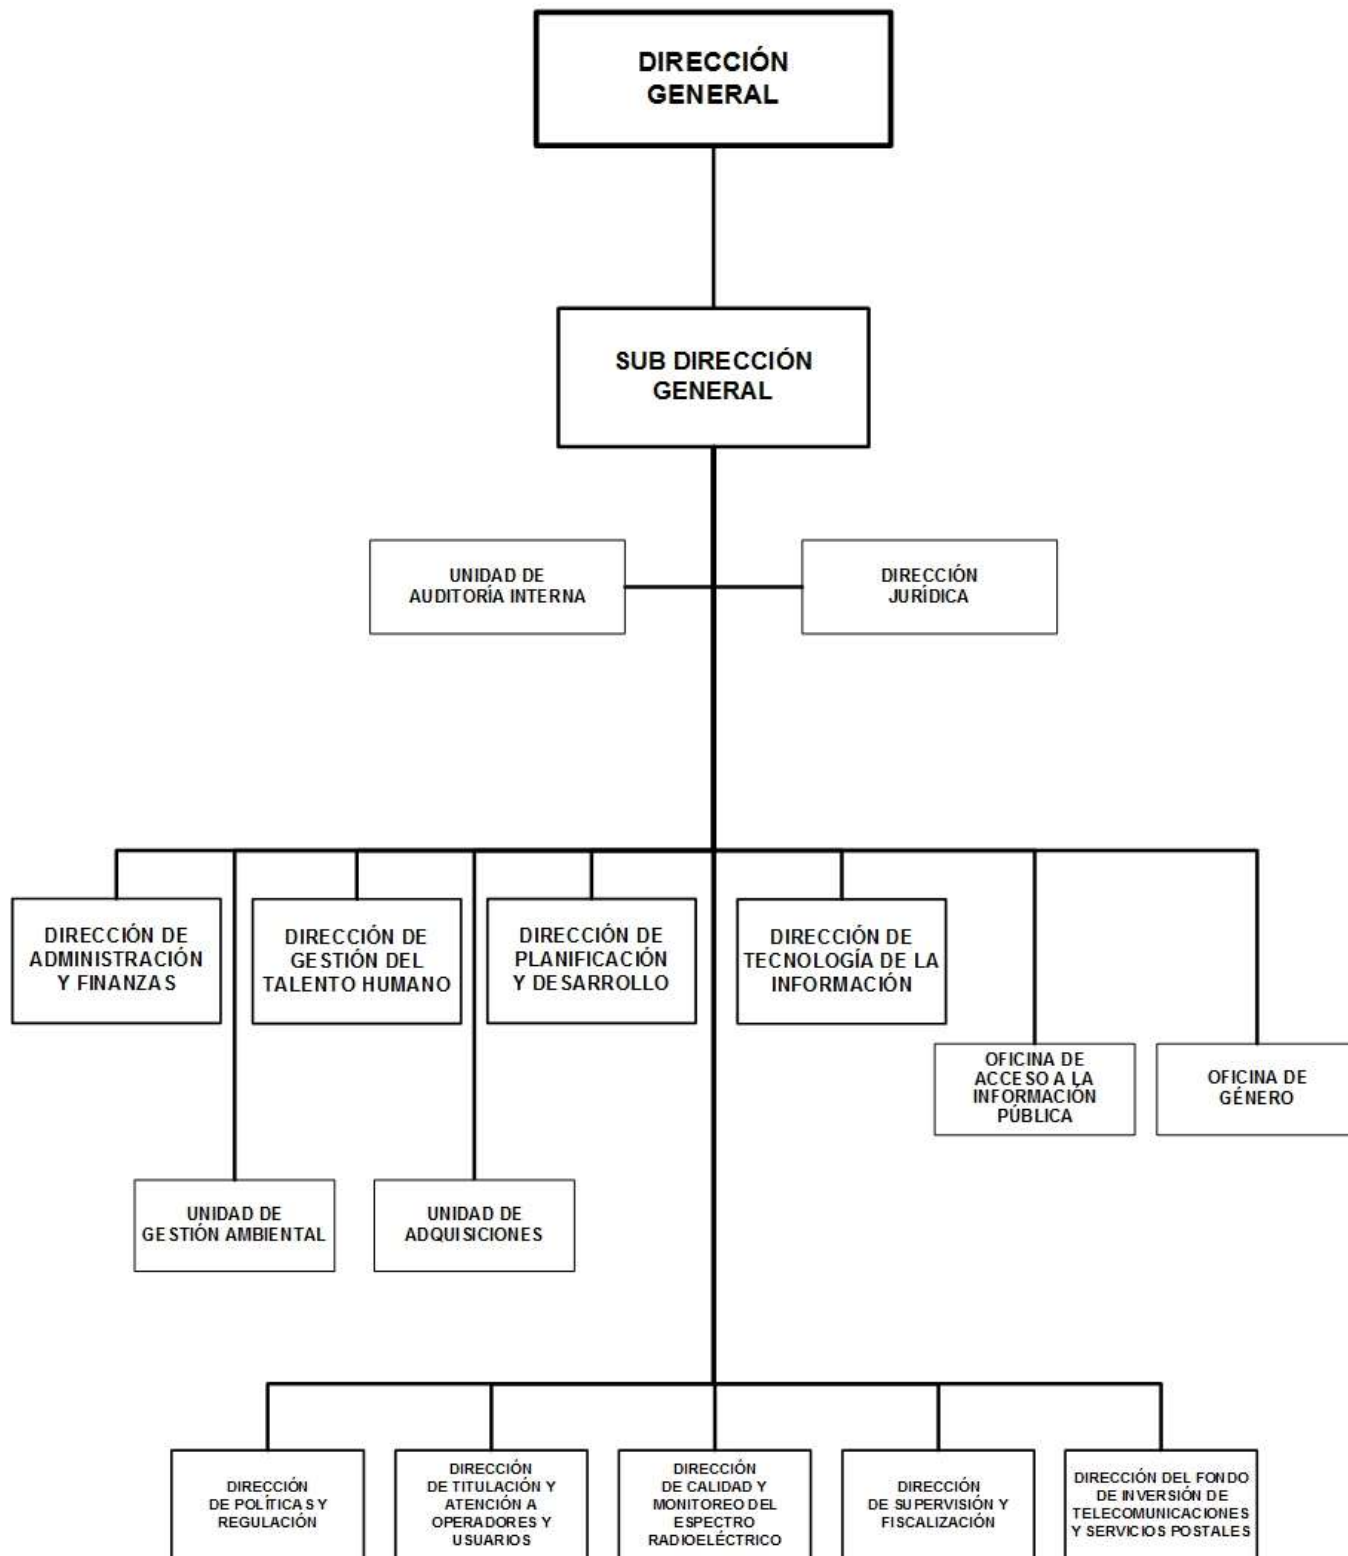 DIRECCIÓN
GENERAL
SUB DIRECCIÓN
GENERAL
UNIDAD DE
AUDITORÍA INTERNA
DIRECCIÓN
JURÍDICA
DIRECCIÓN DE
ADMINISTRACIÓN
Y FINANZAS
DIRECCIÓN DE
GESTIÓN DEL
TALENTO HUMANO
DIRECCIÓN DE
PLANIFICACIÓN
Y DESARROLLO
DIRECCIÓN DE
TECNOLOGÍA DE LA
INFORMACIÓN
OFICINA DE
ACCESO A LA
INFORMACIÓN
PÚBLICA
OFICINA DE
GÉNERO
UNIDAD DE
GESTIÓN AMBIENTAL
UNIDAD DE
ADQUISICIONES
DIRECCIÓN
DE POLÍTICAS Y
REGULACIÓN
DIRECCIÓN
DE TITULACIÓN Y
ATENCIÓN A
OPERADORES Y
USUARIOS
DIRECCIÓN
DE CALIDAD Y
MONITOREO DEL
ESPECTRO
RADIOELÉCTRICO
DIRECCIÓN
DE SUPERVISIÓN Y
FISCALIZACIÓN
DIRECCIÓN DEL FONDO
DE INVERSIÓN DE
TELECOMUNICACIONES
Y SERVICIOS POSTALES